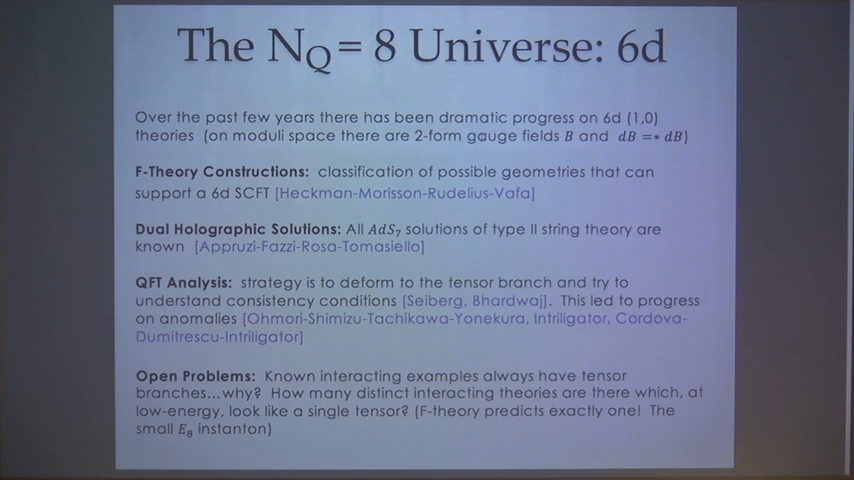 The N_Q = 8 Universe: 6d
Over the past few years there has been dramatic progress on 6d (1,0)
theories (on moduli space there are 2-form gauge fields B and dB =* dB)
F-Theory Constructions: classification of possible geometries that can
support a 6d SCFT [Heckman-Morisson-Rudelius-Vafa]
Dual Holographic Solutions: All AdS₇ solutions of type II string theory are
known [Appruzi-Fazzi-Rosa-Tomasiello]
QFT Analysis: strategy is to deform to the tensor branch and try to
understand consistency conditions [Seiberg, Bhardwaj]. This led to progress
on anomalies [Ohmori-Shimizu-Tachikawa-Yonekura, Intriligator, Cordova-
Dumitrescu-Intriligator]
Open Problems: Known interacting examples always have tensor
branches...why? How many distinct interacting theories are there which, at
low-energy, look like a single tensor? (F-theory predicts exactly one! The
small E₈ instanton)